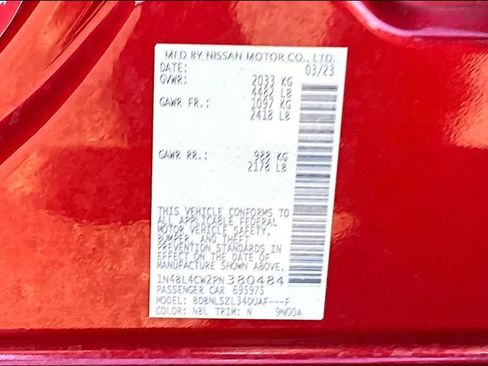 MFD BY NISSAN MOTOR CO., LTD.
DATE: 03/23
GVWR: 2033 KG
4482 LB
GAWR FR.: 1097 KG
2418 LB
GAWR RR.: 988 KG
2178 LB
THIS VEHICLE CONFORMS TO
ALL APPLICABLE FEDERAL
MOTOR VEHICLE SAFETY,
BUMPER, AND THEFT
PREVENTION STANDARDS IN
EFFECT ON THE DATE OF
MANUFACTURE SHOWN ABOVE.
1N4BL4CW2PN380484
PASSENGER CAR 695975
MODEL: BDBNLSZL34DUAF---F
COLOR: NBL TRIM: N 9NOOA